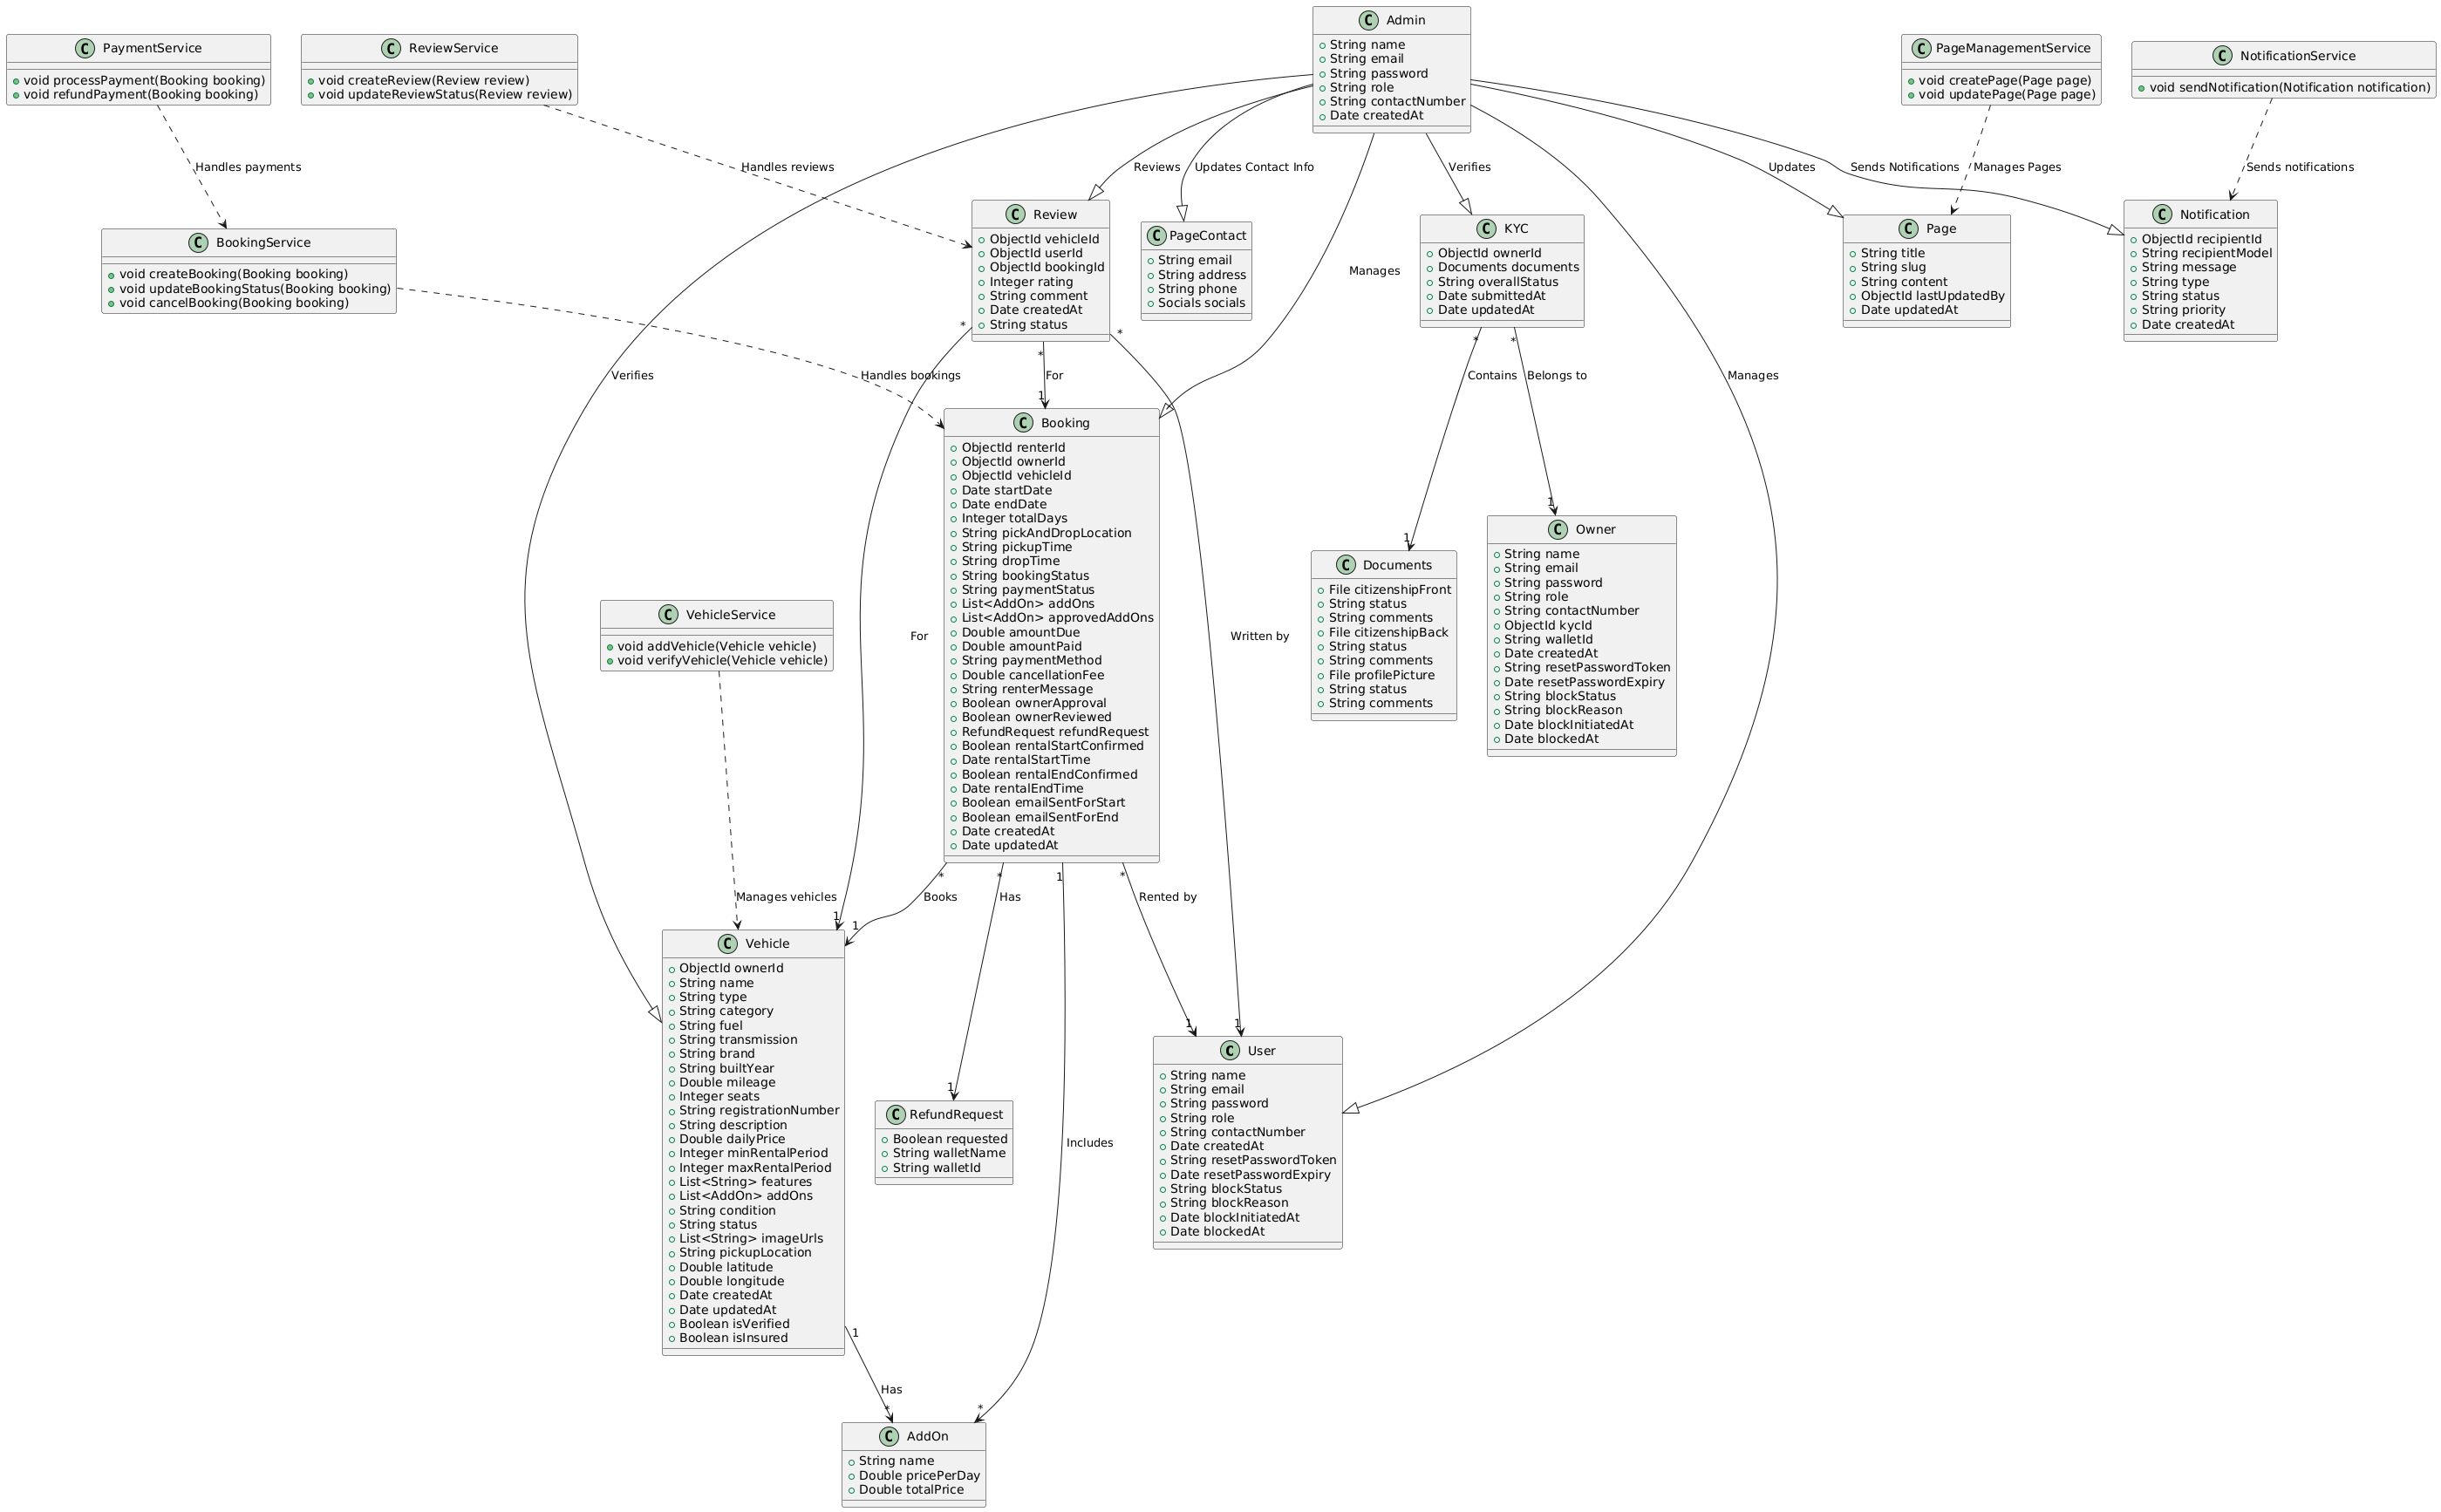 PaymentService
void processPayment(Booking booking)
void refundPayment(Booking booking)
ReviewService
void createReview(Review review)
void updateReviewStatus(Review review)
Admin
String name
String email
String password
String role
String contactNumber
Date createdAt
PageManagementService
void createPage(Page page)
void updatePage(Page page)
NotificationService
void sendNotification(Notification notification)
Handles payments
Handles reviews
Reviews
Updates Contact Info
Verifies
Updates
Sends Notifications
Manages Pages
Sends notifications
BookingService
void createBooking(Booking booking)
void updateBookingStatus(Booking booking)
void cancelBooking(Booking booking)
Review
ObjectId vehicleId
ObjectId userId
ObjectId bookingId
Integer rating
String comment
Date createdAt
String status
PageContact
String email
String address
String phone
Socials socials
Manages
KYC
ObjectId ownerId
Documents documents
String overallStatus
Date submittedAt
Date updatedAt
Page
String title
String slug
String content
ObjectId lastUpdatedBy
Date updatedAt
Notification
ObjectId recipientId
String recipientModel
String message
String type
String status
String priority
Date createdAt
*
*
*
*
*
Verifies
Handles bookings
For
Contains
Belongs to
Manages
1
Booking
ObjectId renterId
ObjectId ownerId
ObjectId vehicleId
Date startDate
Date endDate
Integer totalDays
String pickAndDropLocation
String pickupTime
String dropTime
String bookingStatus
String paymentStatus
List<AddOn> addOns
List<AddOn> approvedAddOns
Double amountDue
Double amountPaid
String paymentMethod
Double cancellationFee
String renterMessage
Boolean ownerApproval
Boolean ownerReviewed
RefundRequest refundRequest
Boolean rentalStartConfirmed
Date rentalStartTime
Boolean rentalEndConfirmed
Date rentalEndTime
Boolean emailSentForStart
Boolean emailSentForEnd
Date createdAt
Date updatedAt
1
Documents
File citizenshipFront
String status
String comments
File citizenshipBack
String status
String comments
File profilePicture
String status
String comments
1
Owner
String name
String email
String password
String role
String contactNumber
ObjectId kycId
String walletId
Date createdAt
String resetPasswordToken
Date resetPasswordExpiry
String blockStatus
String blockReason
Date blockInitiatedAt
Date blockedAt
VehicleService
void addVehicle(Vehicle vehicle)
void verifyVehicle(Vehicle vehicle)
For
Written by
*
*
1
*
Manages vehicles
Books
Has
Rented by
1
1
Vehicle
ObjectId ownerId
String name
String type
String category
String fuel
String transmission
String brand
String builtYear
Double mileage
Integer seats
String registrationNumber
String description
Double dailyPrice
Integer minRentalPeriod
Integer maxRentalPeriod
List<String> features
List<AddOn> addOns
String condition
String status
List<String> imageUrls
String pickupLocation
Double latitude
Double longitude
Date createdAt
Date updatedAt
Boolean isVerified
Boolean isInsured
1
RefundRequest
Boolean requested
String walletName
String walletId
Includes
1
1
User
String name
String email
String password
String role
String contactNumber
Date createdAt
String resetPasswordToken
Date resetPasswordExpiry
String blockStatus
String blockReason
Date blockInitiatedAt
Date blockedAt
1
Has
*
*
AddOn
String name
Double pricePerDay
Double totalPrice